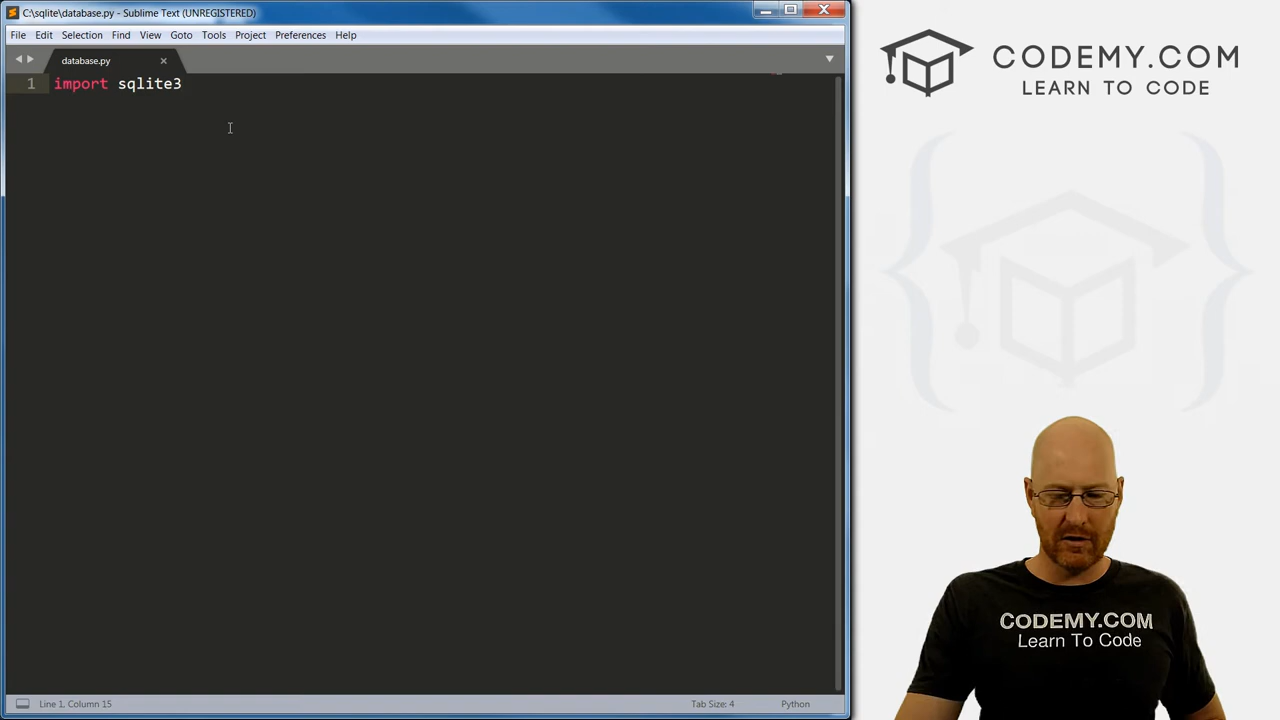 C:\sqlite\database.py - Sublime Text (UNREGISTERED)
File Edit Selection Find View Goto Tools Project Preferences Help
database.py
1 import sqlite3
Line 1, Column 15
Tab Size: 4
Python
CODEMY.COM
LEARN TO CODE
CODEMY.COM
Learn To Code